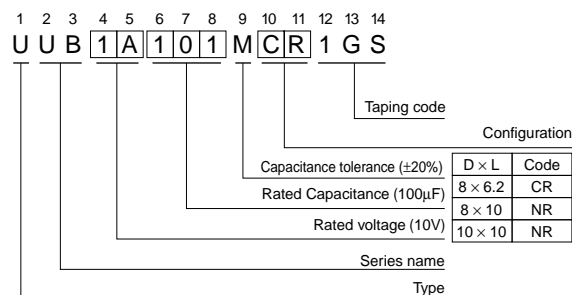 1 2 3 4 5 6 7 8 9 10 11 12 13 14
U U B 1 A 1 0 1 M C R 1 G S
Taping code
Configuration
Capacitance tolerance (±20%)
Rated Capacitance (100µF)
Rated voltage (10V)
Series name
Type
D × L Code
8 × 6.2 CR
8 × 10 NR
10 × 10 NR